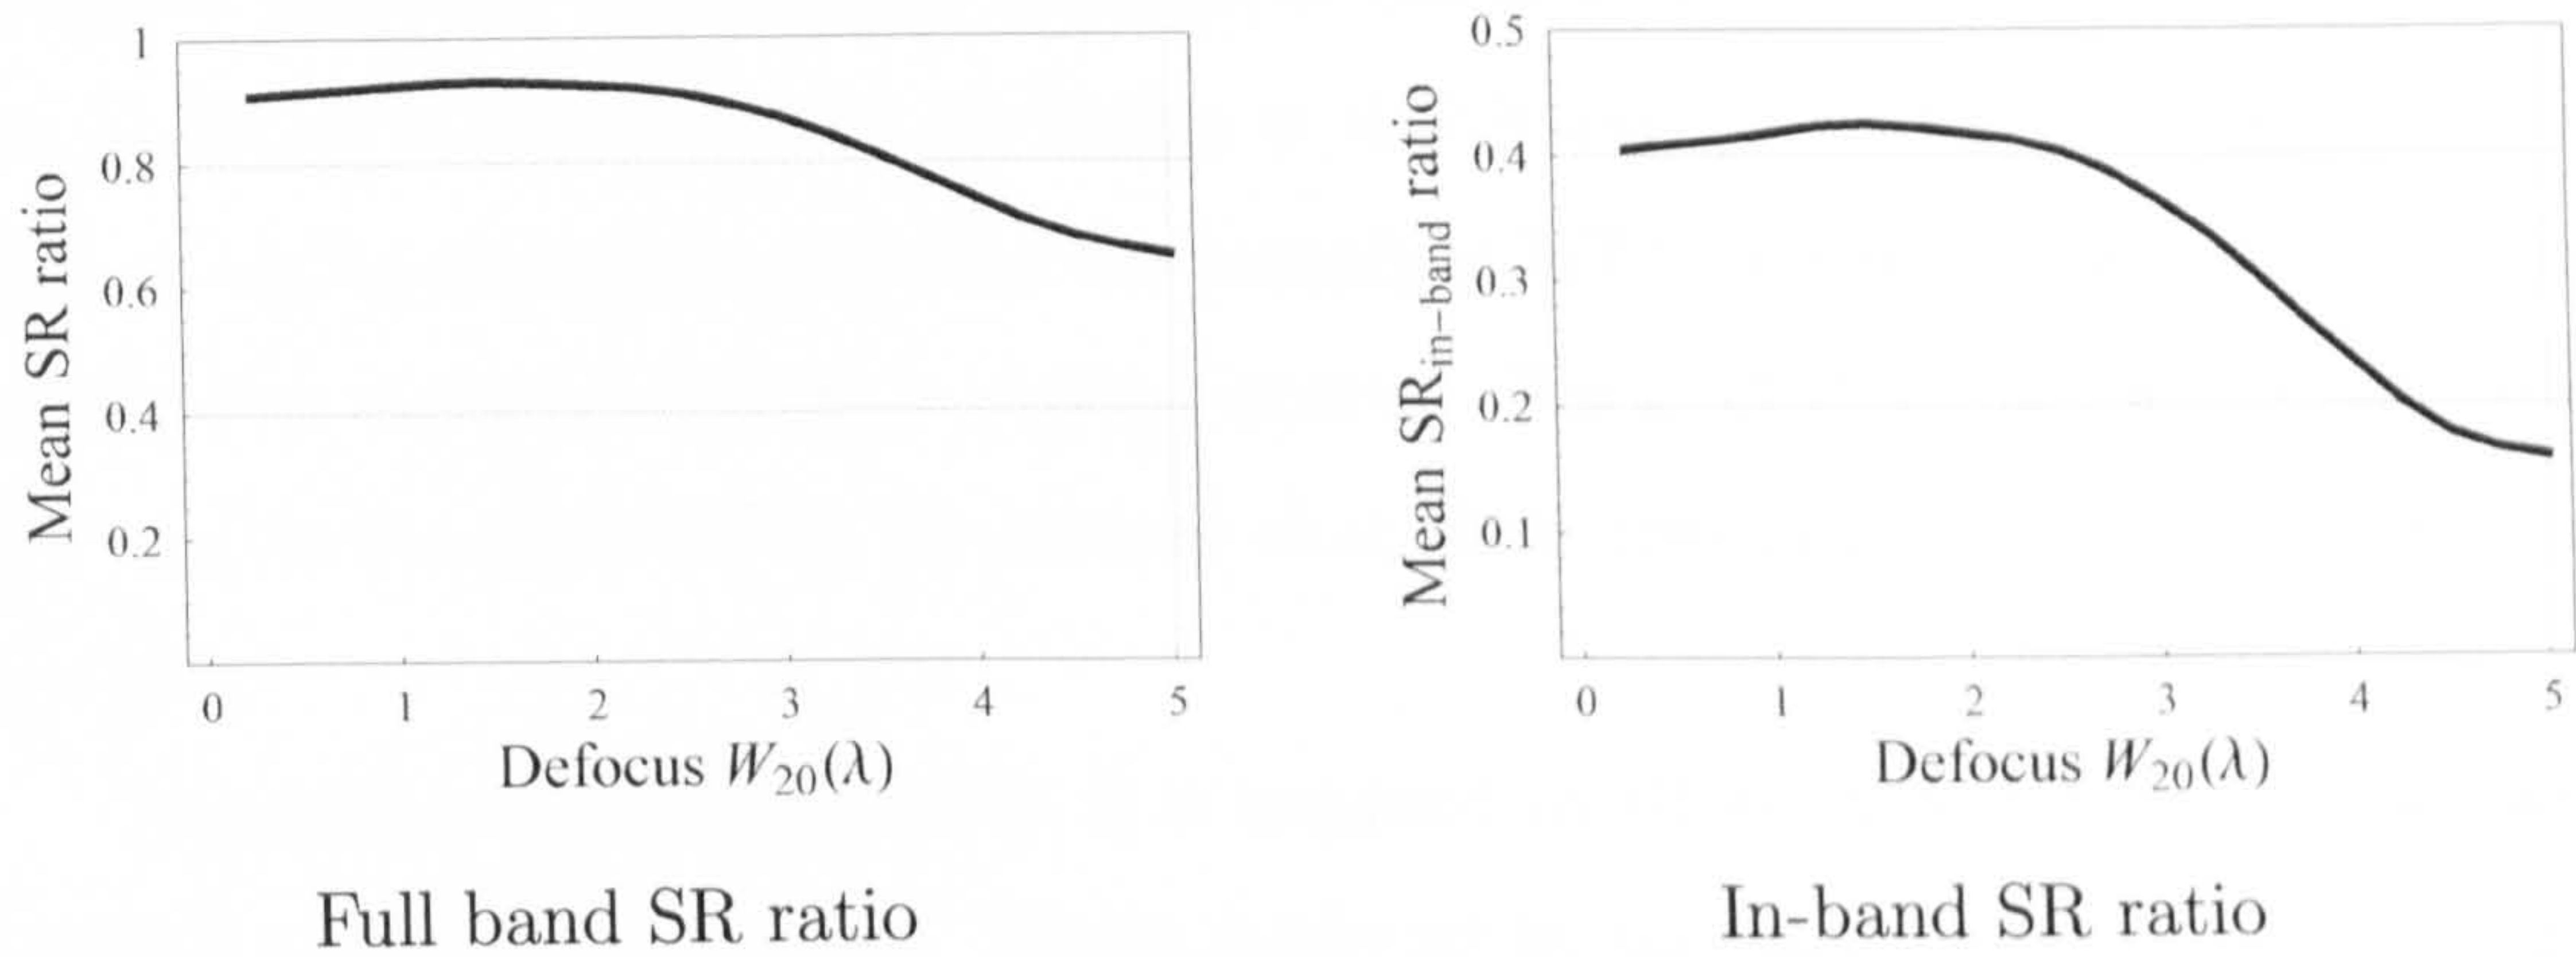 1
0.8
0.6
0.4
0.2
Mean SR ratio
0 1 2 3 4 5
Defocus W₂₀(λ)
Full band SR ratio
0.5
0.4
0.3
0.2
0.1
Mean SRin−band ratio
0 1 2 3 4 5
Defocus W₂₀(λ)
In-band SR ratio